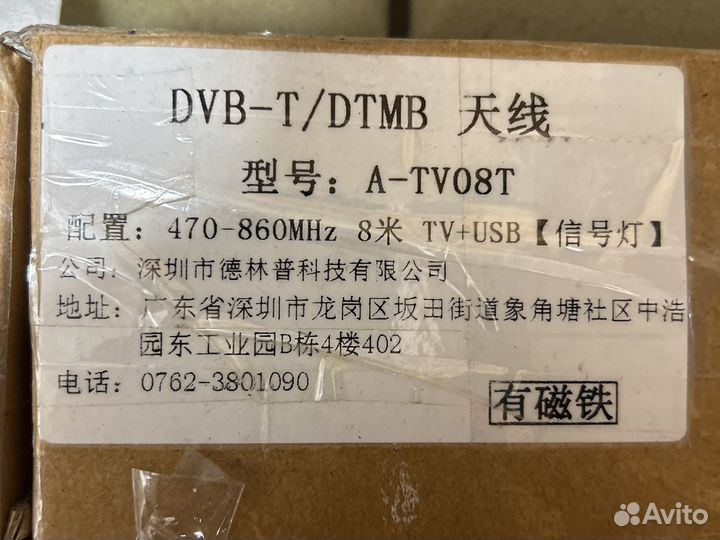 DVB-T/DTMB 天线
型号: A-TV08T
配置: 470-860MHz 8米 TV+USB【信号灯】
公司: 深圳市德林普科技有限公司
地址: 广东省深圳市龙岗区坂田街道象角塘社区中浩
园东工业园B栋4楼402
电话: 0762-3801090
有磁铁
Avito